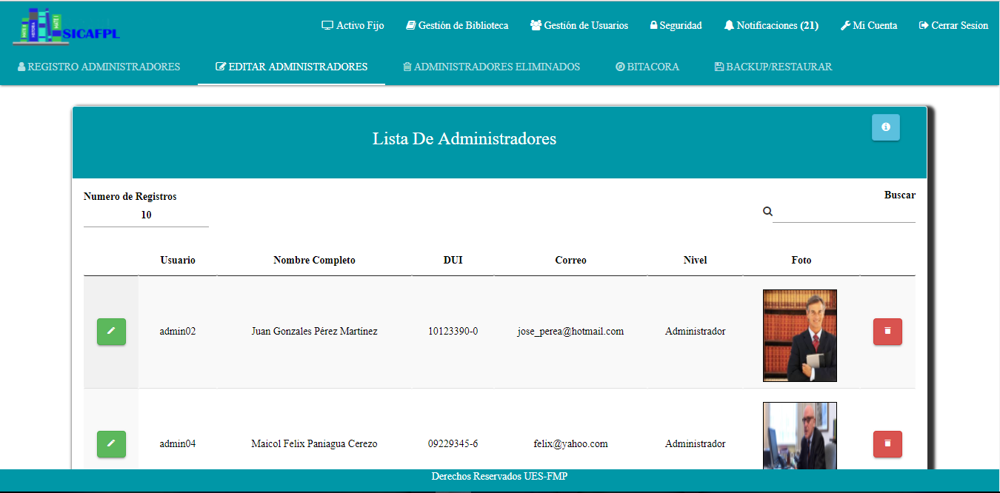 SICAFPL
Activo Fijo Gestión de Biblioteca Gestión de Usuarios Seguridad Notificaciones (21) Mi Cuenta Cerrar Sesion
REGISTRO ADMINISTRADORES EDITAR ADMINISTRADORES ADMINISTRADORES ELIMINADOS BITACORA BACKUP/RESTAURAR
Lista De Administradores
Numero de Registros Buscar
10
Usuario Nombre Completo DUI Correo Nivel Foto
admin02 Juan Gonzales Pérez Martínez 10123390-0 jose_perea@hotmail.com Administrador
admin04 Maicol Felix Paniagua Cerezo 09229345-6 felix@yahoo.com Administrador
Derechos Reservados UES-FMP